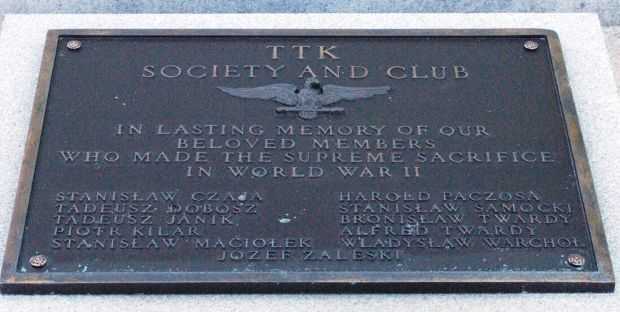 TTK
SOCIETY AND CLUB
IN LASTING MEMORY OF OUR
BELOVED MEMBERS
WHO MADE THE SUPREME SACRIFICE
IN WORLD WAR II
STANISŁAW CZAJA
TADEUSZ DOROSZ
TADEUSZ JANIK
PIOTR KILAR
STANISŁAW MACIOŁEK
HAROLD PACZOSA
STANISŁAW SAMOCKI
BRONISŁAW TWARDY
ALFRED TWARDY
WŁADYSŁAW WARCHOŁ
JOZEF ZALESKI